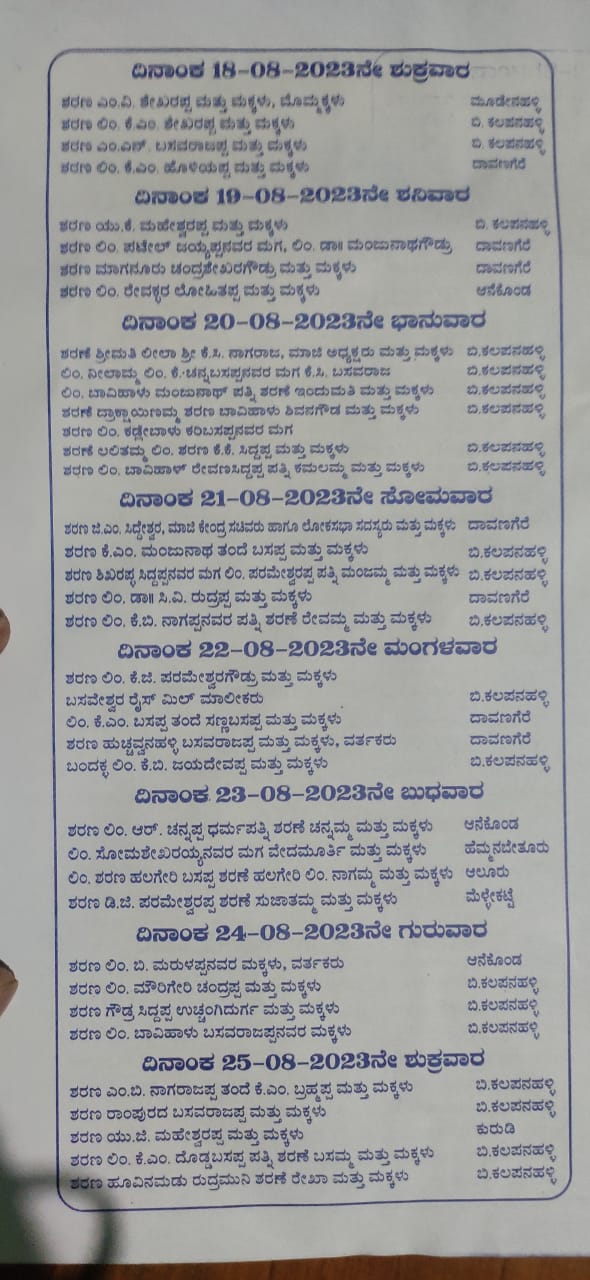 ದಿನಾಂಕ 18-08-2023ನೇ ಶುಕ್ರವಾರ
ಶರಣ ಎಂ.ವಿ. ಶೇಖರಪ್ಪ ಮತ್ತು ಮಕ್ಕಳು, ಮೊಮ್ಮಕ್ಕಳು ಮೂಡೇನಹಳ್ಳಿ
ಶರಣ ಲಿಂ. ಕೆ.ಎಂ. ಶೇಖರಪ್ಪ ಮತ್ತು ಮಕ್ಕಳು ಬಿ. ಕಲಪನಹಳ್ಳಿ
ಶರಣ ಎಂ.ಎನ್. ಬಸವರಾಜಪ್ಪ ಮತ್ತು ಮಕ್ಕಳು ಬಿ. ಕಲಪನಹಳ್ಳಿ
ಶರಣ ಲಿಂ. ಕೆ.ಎಂ. ಹೊಳಿಯಪ್ಪ ಮತ್ತು ಮಕ್ಕಳು ದಾವಣಗೆರೆ
ದಿನಾಂಕ 19-08-2023ನೇ ಶನಿವಾರ
ಶರಣ ಯು.ಕೆ. ಮಹೇಶ್ವರಪ್ಪ ಮತ್ತು ಮಕ್ಕಳು ಬಿ. ಕಲಪನಹಳ್ಳಿ
ಶರಣ ಲಿಂ. ಪಟೇಲ್ ಜಯ್ಯಪ್ಪನವರ ಮಗ, ಲಿಂ. ಡಾ॥ ಮಂಜುನಾಥಗೌಡ್ರು ದಾವಣಗೆರೆ
ಶರಣ ಮಾಗನೂರು ಚಂದ್ರಶೇಖರಗೌಡ್ರು ಮತ್ತು ಮಕ್ಕಳು ದಾವಣಗೆರೆ
ಶರಣ ಲಿಂ. ರೇವಕ್ಳರ ಲೋಹಿತಪ್ಪ ಮತ್ತು ಮಕ್ಕಳು ಆನೆಕೊಂಡ
ದಿನಾಂಕ 20-08-2023ನೇ ಭಾನುವಾರ
ಶರಣೆ ಶ್ರೀಮತಿ ಲೀಲಾ ಶ್ರೀ ಕೆ.ಸಿ. ನಾಗರಾಜ, ಮಾಜಿ ಅಧ್ಯಕ್ಷರು ಮತ್ತು ಮಕ್ಕಳು ಬಿ.ಕಲಪನಹಳ್ಳಿ
ಲಿಂ. ನೀಲಾಮ್ಮ ಲಿಂ. ಕೆ. ಚನ್ನಬಸಪ್ಪನವರ ಮಗ ಕೆ.ಸಿ. ಬಸವರಾಜ ಬಿ.ಕಲಪನಹಳ್ಳಿ
ಲಿಂ. ಬಾವಿಹಾಳು ಮಂಜುನಾಥ್ ಪತ್ನಿ ಶರಣೆ ಇಂದುಮತಿ ಮತ್ತು ಮಕ್ಕಳು ಬಿ.ಕಲಪನಹಳ್ಳಿ
ಶರಣೆ ದ್ರಾಕ್ಷಾಯಣಮ್ಮ ಶರಣ ಬಾವಿಹಾಳು ಶಿವನಗೌಡ ಮತ್ತು ಮಕ್ಕಳು ಬಿ.ಕಲಪನಹಳ್ಳಿ
ಶರಣ ಲಿಂ. ಕಡ್ಲೇಬಾಳು ಕರಿಬಸಪ್ಪನವರ ಮಗ
ಶರಣೆ ಲಲಿತಮ್ಮ ಲಿಂ. ಶರಣ ಕೆ.ಕೆ. ಸಿದ್ದಪ್ಪ ಮತ್ತು ಮಕ್ಕಳು ಬಿ.ಕಲಪನಹಳ್ಳಿ
ಶರಣ ಲಿಂ. ಬಾವಿಹಾಳ್ ರೇವಣಸಿದ್ದಪ್ಪ ಪತ್ನಿ ಕಮಲಮ್ಮ ಮತ್ತು ಮಕ್ಕಳು ಬಿ.ಕಲಪನಹಳ್ಳಿ
ದಿನಾಂಕ 21-08-2023ನೇ ಸೋಮವಾರ
ಶರಣ ಜಿ.ಎಂ. ಸಿದ್ದೇಶ್ವರ, ಮಾಜಿ ಕೇಂದ್ರ ಸಚಿವರು ಹಾಗೂ ಲೋಕಸಭಾ ಸದಸ್ಯರು ಮತ್ತು ಮಕ್ಕಳು ದಾವಣಗೆರೆ
ಶರಣ ಕೆ.ಎಂ. ಮಂಜುನಾಥ ತಂದೆ ಬಸಪ್ಪ ಮತ್ತು ಮಕ್ಕಳು ಬಿ.ಕಲಪನಹಳ್ಳಿ
ಶರಣ ಶಿಖರಪ್ಳ ಸಿದ್ದಪ್ಪನವರ ಮಗ ಲಿಂ. ಪರಮೇಶ್ವರಪ್ಪ ಪತ್ನಿ ಮಂಜಮ್ಮ ಮತ್ತು ಮಕ್ಕಳು ಬಿ.ಕಲಪನಹಳ್ಳಿ
ಶರಣ ಲಿಂ. ಡಾ॥ ಸಿ.ವಿ. ರುದ್ರಪ್ಪ ಮತ್ತು ಮಕ್ಕಳು ದಾವಣಗೆರೆ
ಶರಣ ಲಿಂ. ಕೆ.ಬಿ. ನಾಗಪ್ಪನವರ ಪತ್ನಿ ಶರಣೆ ರೇವಮ್ಮ ಮತ್ತು ಮಕ್ಕಳು ಬಿ.ಕಲಪನಹಳ್ಳಿ
ದಿನಾಂಕ 22-08-2023ನೇ ಮಂಗಳವಾರ
ಶರಣ ಲಿಂ. ಕೆ.ಜಿ. ಪರಮೇಶ್ವರಗೌಡ್ರು ಮತ್ತು ಮಕ್ಕಳು
ಬಸವೇಶ್ವರ ರೈಸ್ ಮಿಲ್ ಮಾಲೀಕರು ಬಿ.ಕಲಪನಹಳ್ಳಿ
ಲಿಂ. ಕೆ.ಎಂ. ಬಸಪ್ಪ ತಂದೆ ಸಣ್ಣಬಸಪ್ಪ ಮತ್ತು ಮಕ್ಕಳು ದಾವಣಗೆರೆ
ಶರಣ ಹುಚ್ಚವ್ವನಹಳ್ಳಿ ಬಸವರಾಜಪ್ಪ ಮತ್ತು ಮಕ್ಕಳು, ವರ್ತಕರು ದಾವಣಗೆರೆ
ಬಂದಕ್ಳ ಲಿಂ. ಕೆ.ಬಿ. ಜಯದೇವಪ್ಪ ಮತ್ತು ಮಕ್ಕಳು ಬಿ.ಕಲಪನಹಳ್ಳಿ
ದಿನಾಂಕ 23-08-2023ನೇ ಬುಧವಾರ
ಶರಣ ಲಿಂ. ಆರ್. ಚನ್ನಪ್ಪ ಧರ್ಮಪತ್ನಿ ಶರಣೆ ಚನ್ನಮ್ಮ ಮತ್ತು ಮಕ್ಕಳು ಆನೆಕೊಂಡ
ಲಿಂ. ಸೋಮಶೇಖರಯ್ಯನವರ ಮಗ ವೇದಮೂರ್ತಿ ಮತ್ತು ಮಕ್ಕಳು ಹೆಮ್ಮನಬೇತೂರು
ಲಿಂ. ಶರಣ ಹಲಗೇರಿ ಬಸಪ್ಪ ಶರಣೆ ಹಲಗೇರಿ ಲಿಂ. ನಾಗಮ್ಮ ಮತ್ತು ಮಕ್ಕಳು ಆಲೂರು
ಶರಣ ಡಿ.ಜಿ. ಪರಮೇಶ್ವರಪ್ಪ ಶರಣೆ ಸುಜಾತಮ್ಮ ಮತ್ತು ಮಕ್ಕಳು ಮೆಳ್ಳೇಕಟ್ಟೆ
ದಿನಾಂಕ 24-08-2023ನೇ ಗುರುವಾರ
ಶರಣ ಲಿಂ. ಬಿ. ಮರುಳಪ್ಪನವರ ಮಕ್ಕಳು, ವರ್ತಕರು ಆನೆಕೊಂಡ
ಶರಣ ಲಿಂ. ಮೌರಿಗೇರಿ ಚಂದ್ರಪ್ಪ ಮತ್ತು ಮಕ್ಕಳು ಬಿ.ಕಲಪನಹಳ್ಳಿ
ಶರಣ ಗೌಡ್ರ ಸಿದ್ದಪ್ಪ ಉಚ್ಚಂಗಿದುರ್ಗ ಮತ್ತು ಮಕ್ಕಳು ಬಿ.ಕಲಪನಹಳ್ಳಿ
ಶರಣ ಲಿಂ. ಬಾವಿಹಾಳು ಬಸವರಾಜಪ್ಪನವರ ಮಕ್ಕಳು ಬಿ.ಕಲಪನಹಳ್ಳಿ
ದಿನಾಂಕ 25-08-2023ನೇ ಶುಕ್ರವಾರ
ಶರಣ ಎಂ.ಬಿ. ನಾಗರಾಜಪ್ಪ ತಂದೆ ಕೆ.ಎಂ. ಬ್ರಹ್ಮಪ್ಪ ಮತ್ತು ಮಕ್ಕಳು ಬಿ.ಕಲಪನಹಳ್ಳಿ
ಶರಣ ರಾಂಪುರದ ಬಸವರಾಜಪ್ಪ ಮತ್ತು ಮಕ್ಕಳು ಬಿ.ಕಲಪನಹಳ್ಳಿ
ಶರಣ ಯು.ಜಿ. ಮಹೇಶ್ವರಪ್ಪ ಮತ್ತು ಮಕ್ಕಳು ಕುರುಡಿ
ಶರಣ ಲಿಂ. ಕೆ.ಎಂ. ದೊಡ್ಡಬಸಪ್ಪ ಪತ್ನಿ ಶರಣೆ ಬಸಮ್ಮ ಮತ್ತು ಮಕ್ಕಳು ಬಿ.ಕಲಪನಹಳ್ಳಿ
ಶರಣ ಹೂವಿನಮಡು ರುದ್ರಮುನಿ ಶರಣೆ ರೇಖಾ ಮತ್ತು ಮಕ್ಕಳು ಬಿ.ಕಲಪನಹಳ್ಳಿ